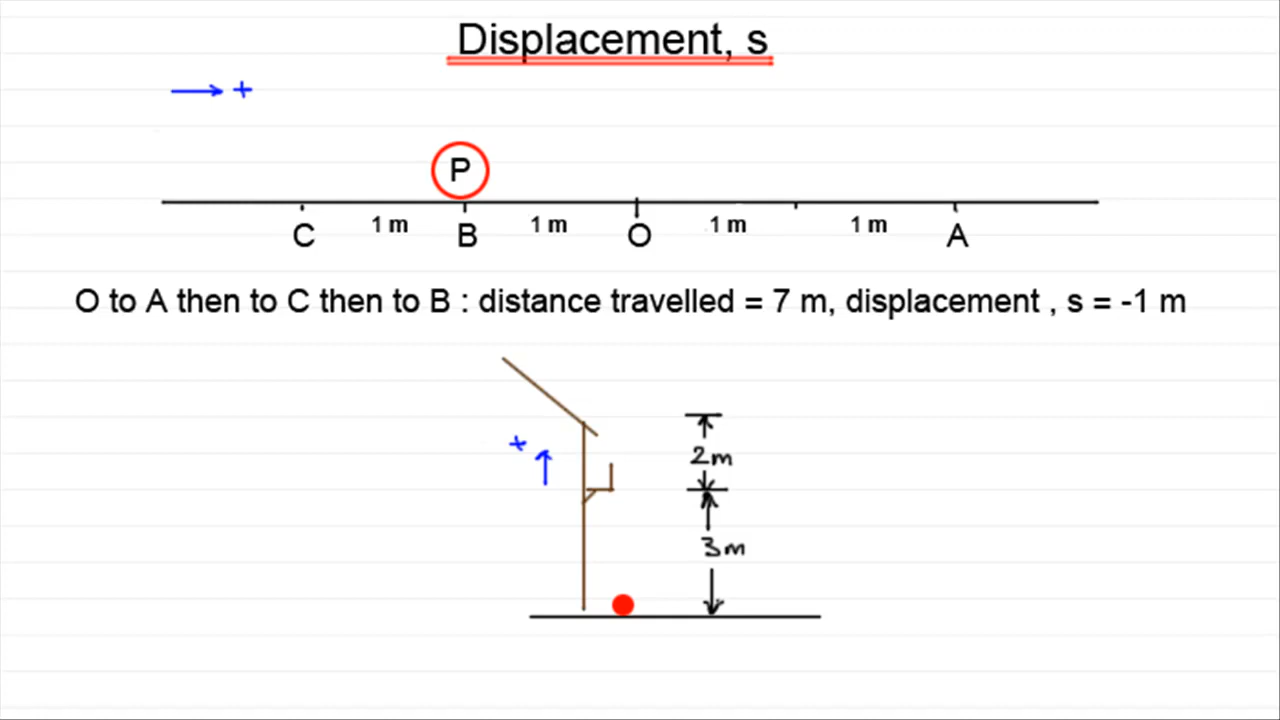 Displacement, s
→ +
P
1 m 1 m 1 m 1 m
C B O A
O to A then to C then to B : distance travelled = 7 m, displacement , s = -1 m
+
2m
3m